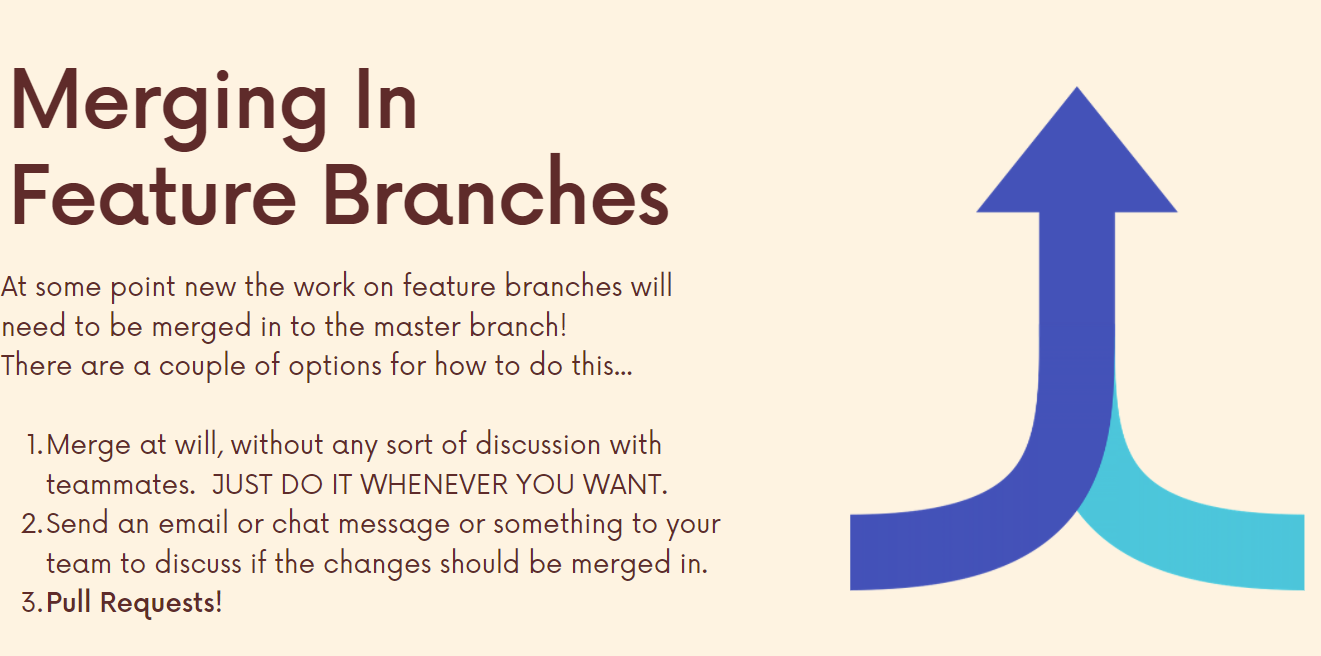 Merging In
Feature Branches
At some point new the work on feature branches will
need to be merged in to the master branch!
There are a couple of options for how to do this...
1. Merge at will, without any sort of discussion with
teammates.  JUST DO IT WHENEVER YOU WANT.
2. Send an email or chat message or something to your
team to discuss if the changes should be merged in.
3. Pull Requests!